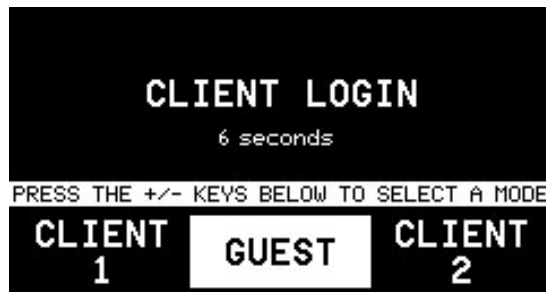 CLIENT LOGIN
6 seconds
PRESS THE +/- KEYS BELOW TO SELECT A MODE
CLIENT
1
GUEST
CLIENT
2